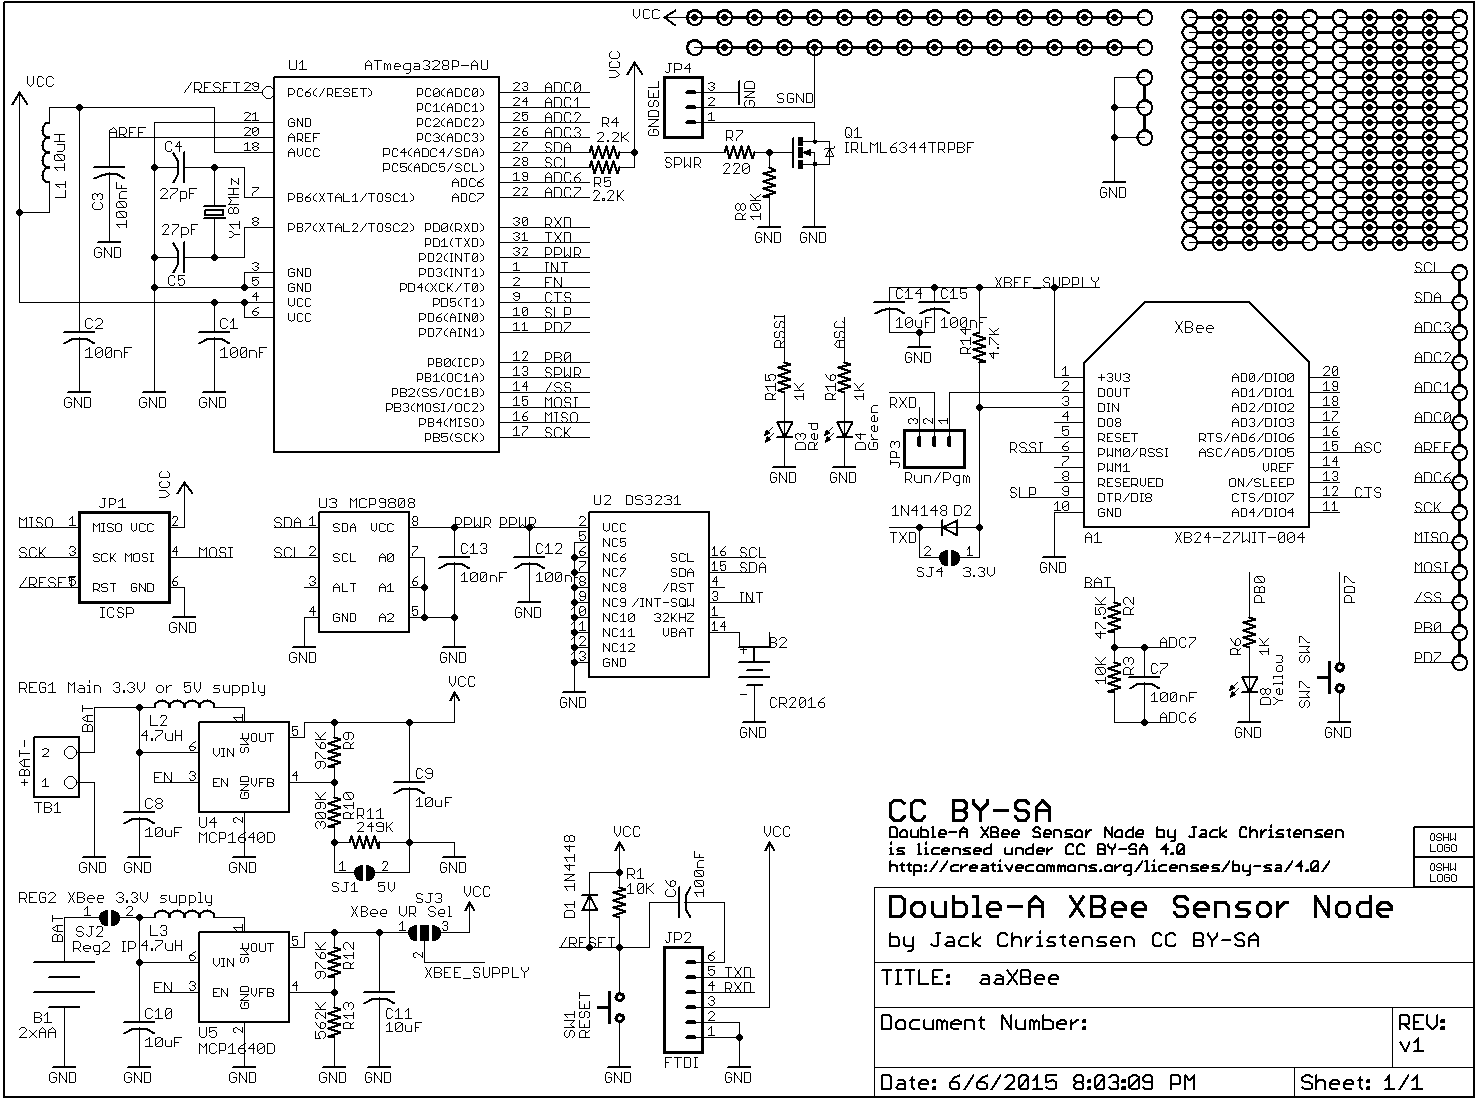 VCC
U1 ATmega328P-AU
/RESET 29 PC6(/RESET)
21 GND
AREF 20 AREF
18 AVCC
7 PB6(XTAL1/TOSC1)
8 PB7(XTAL2/TOSC2)
3 GND
5 GND
4 VCC
6 VCC
PC0(ADC0) 23 ADC0
PC1(ADC1) 24 ADC1
PC2(ADC2) 25 ADC2
PC3(ADC3) 26 ADC3
PC4(ADC4/SDA) 27 SDA
PC5(ADC5/SCL) 28 SCL
ADC6 19 ADC6
ADC7 22 ADC7
PD0(RXD) 30 RXD
PD1(TXD) 31 TXD
PD2(INT0) 32 PPWR
PD3(INT1) 1 INT
PD4(XCK/T0) 2 EN
PD5(T1) 9 CTS
PD6(AIN0) 10 SLP
PD7(AIN1) 11 PD7
PB0(ICP) 12 PB0
PB1(OC1A) 13 SPWR
PB2(SS/OC1B) 14 /SS
PB3(MOSI/OC2) 15 MOSI
PB4(MISO) 16 MISO
PB5(SCK) 17 SCK
L1 10uH
C3 100nF
GND
C4
27pF
Y1 8MHz
27pF
C5
C2
100nF
GND
GND
C1
100nF
GND
R4
2.2K
R5
2.2K
VCC
VCC
JP4
GNDSEL
3 GND
2 SGND
1
SPWR
R7
220
R8 10K
Q1
IRLML6344TRPBF
GND GND
GND
SCL
SDA
ADC3
ADC2
ADC1
ADC0
AREF
ADC6
SCK
MISO
MOSI
/SS
PB0
PD7
RSSI
R15 1K
D3 Red
GND
ASC
R16 1K
D4 Green
GND
C14
10uF
C15
100nF
GND
R14 4.7K
XBEE_SUPPLY
RXD
3 2 1
JP3
Run/Pgm
1N4148 D2
TXD
2 1
SJ4 3.3V
XBee
1 +3V3
2 DOUT
3 DIN
4 DO8
5 RESET
RSSI 6 PWM0/RSSI
7 PWM1
8 RESERVED
SLP 9 DTR/DI8
10 GND
AD0/DIO0 20
AD1/DIO1 19
AD2/DIO2 18
AD3/DIO3 17
RTS/AD6/DIO6 16
ASC/AD5/DIO5 15 ASC
VREF 14
ON/SLEEP 13
CTS/DIO7 12 CTS
AD4/DIO4 11
A1 XB24-Z7WIT-004
GND
JP1
VCC
MISO 1 MISO VCC 2
SCK 3 SCK MOSI 4 MOSI
/RESET 5 RST GND 6
ICSP
GND
U3 MCP9808
SDA 1 SDA VCC 8 PPWR
SCL 2 SCL A0 7
3 ALT A1 6
4 GND A2 5
GND
C13
100nF
GND
PPWR
C12
100nF
U2 DS3231
2 VCC
5 NC5
6 NC6
7 NC7
8 NC8
9 NC9
10 NC10
11 NC11
12 NC12
3 GND
SCL 16 SCL
SDA 15 SDA
/RST 4
/INT-SQW 3 INT
32KHZ 1
VBAT 14
GND
B2
+
-
CR2016
GND
BAT
47.5K R2
ADC7
10K R3
C7
100nF
ADC6
PB0
R6 1K
D8 Yellow
GND
PD7
SW7 SW7
GND
REG1 Main 3.3V or 5V supply
BAT
L2
4.7uH
+BAT-
2
1
TB1
GND
1 SW
VOUT 5
6 VIN
EN 3 EN
GND 2
VFB 4
U4
MCP1640D
C8
10uF
GND
GND
976K R9
309K R10
R11
249K
1 2
SJ1 5V
VCC
C9
10uF
GND
REG2 XBee 3.3V supply
BAT
1 2
SJ2
Reg2 IP
L3
4.7uH
1 SW
VOUT 5
6 VIN
EN 3 EN
GND 2
VFB 4
U5
MCP1640D
B1
2xAA
GND
C10
10uF
GND
GND
976K R12
562K R13
GND
C11
10uF
GND
SJ3
XBee VR Sel
VCC
1 3
2
XBEE_SUPPLY
VCC
D1 1N4148
R1
10K
C6 100nF
/RESET
SW1
RESET
GND
JP2
6
5 TXD
4 RXD
3
2
1
FTDI
VCC
GND
CC BY-SA
Double-A XBee Sensor Node by Jack Christensen
is licensed under CC BY-SA 4.0
http://creativecommons.org/licenses/by-sa/4.0/
OSHW
LOGO
OSHW
LOGO
Double-A XBee Sensor Node
by Jack Christensen CC BY-SA
TITLE: aaXBee
Document Number:
REV:
v1
Date: 6/6/2015 8:03:09 PM
Sheet: 1/1